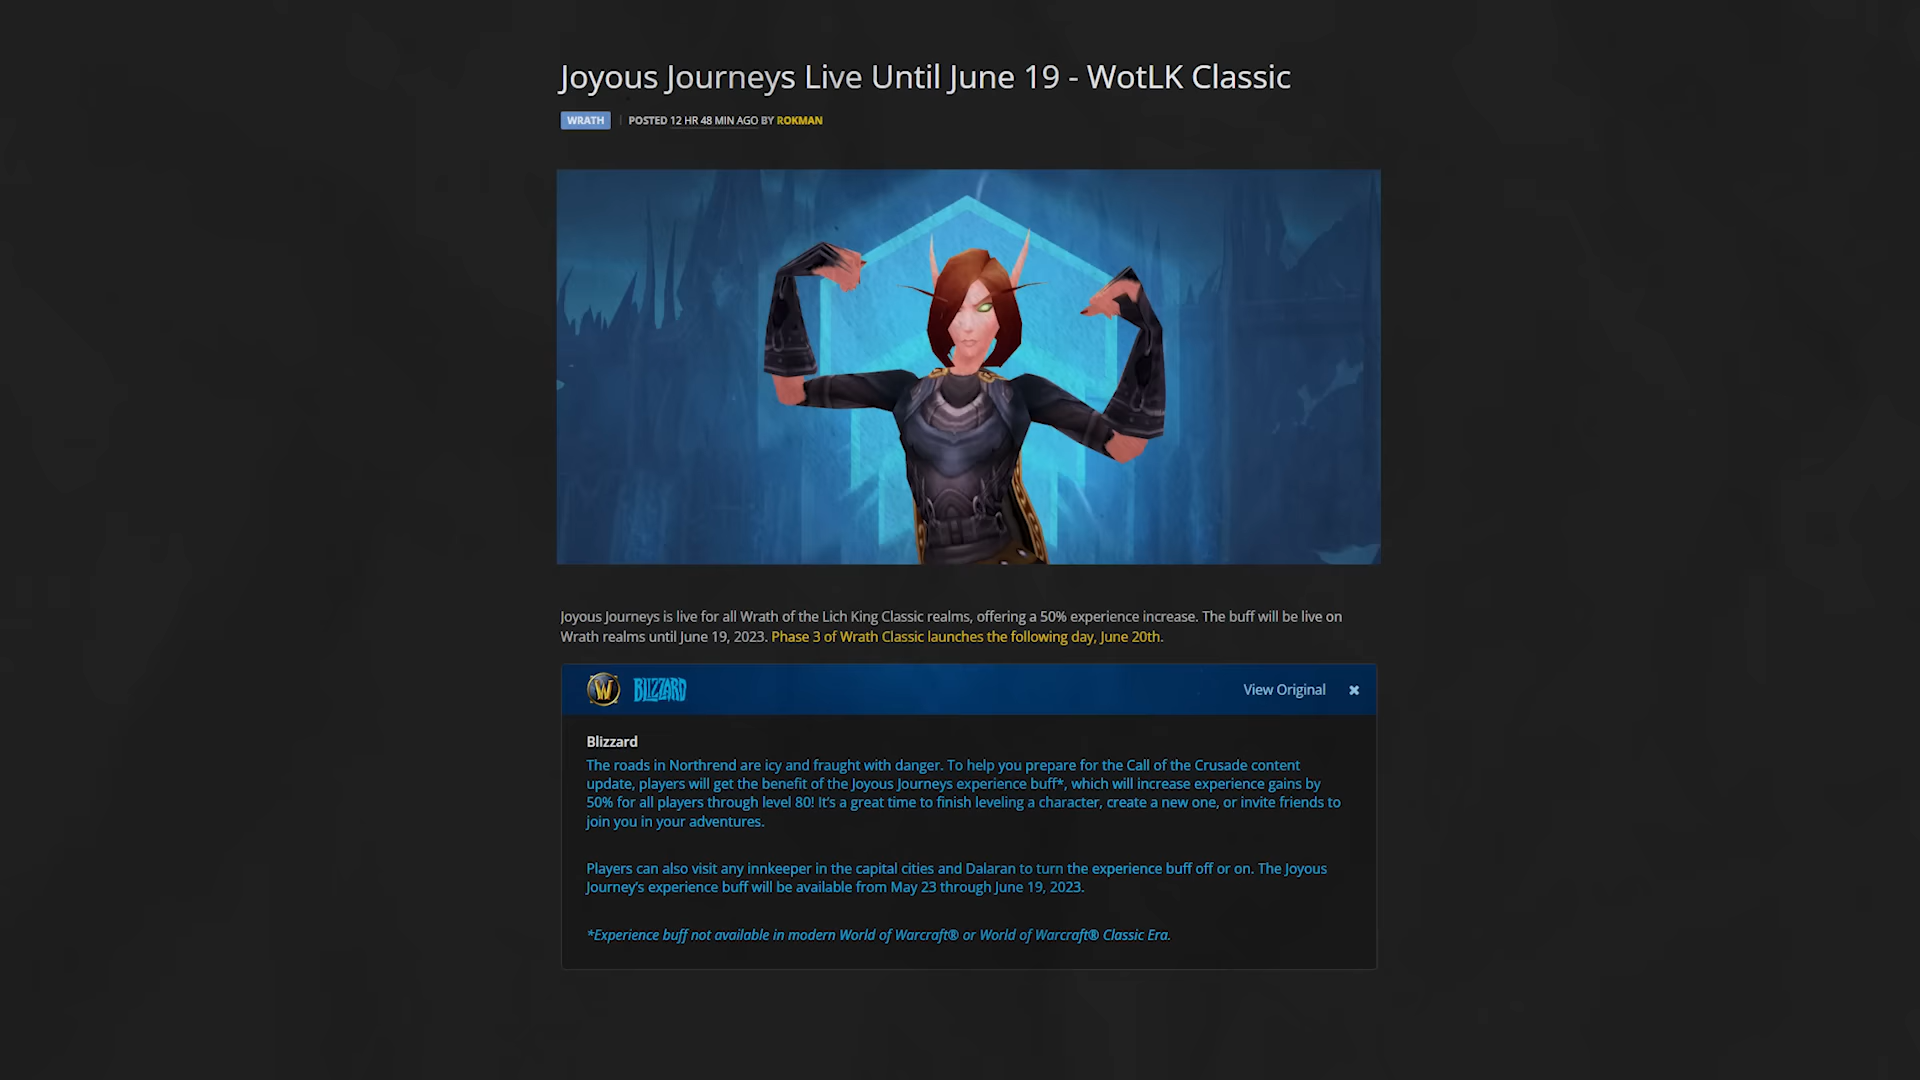 Joyous Journeys Live Until June 19 - WotLK Classic
WRATH | POSTED 12 HR 48 MIN AGO BY ROKMAN
Joyous Journeys is live for all Wrath of the Lich King Classic realms, offering a 50% experience increase. The buff will be live on
Wrath realms until June 19, 2023. Phase 3 of Wrath Classic launches the following day, June 20th.
W BLIZZARD View Original ×
Blizzard
The roads in Northrend are icy and fraught with danger. To help you prepare for the Call of the Crusade content
update, players will get the benefit of the Joyous Journeys experience buff*, which will increase experience gains by
50% for all players through level 80! It's a great time to finish leveling a character, create a new one, or invite friends to
join you in your adventures.
Players can also visit any innkeeper in the capital cities and Dalaran to turn the experience buff off or on. The Joyous
Journey's experience buff will be available from May 23 through June 19, 2023.
*Experience buff not available in modern World of Warcraft® or World of Warcraft® Classic Era.